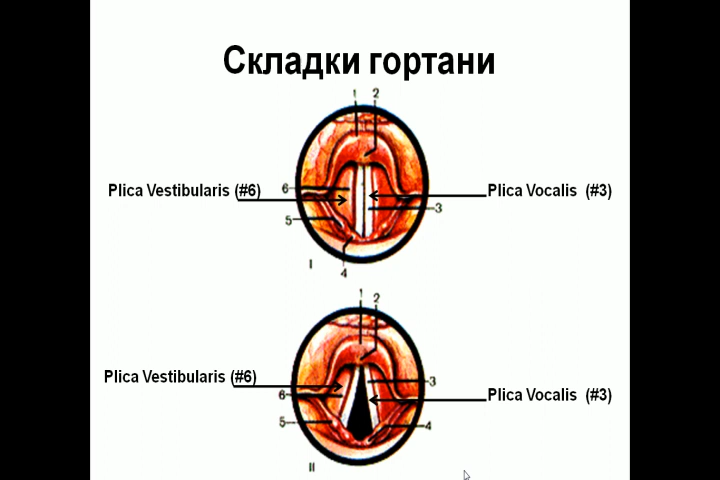 Складки гортани
1 2
Plica Vestibularis (#6)
6
Plica Vocalis (#3)
3
5
4
I
1 2
Plica Vestibularis (#6)
3
6
Plica Vocalis (#3)
5
4
II